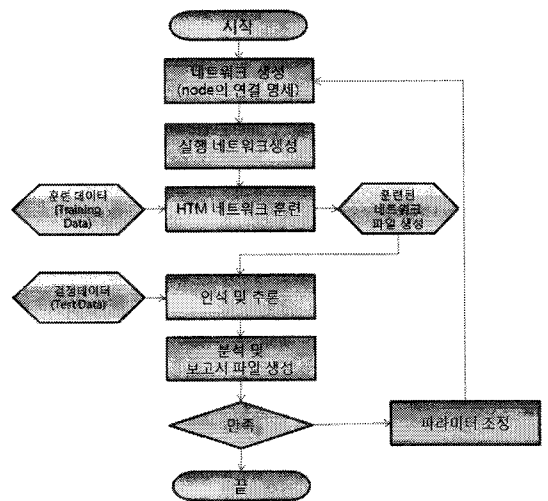 시작
네트워크 생성
(node의 연결 명세)
실행 네트워크생성
훈련 데이터
(Training
Data)
HTM 네트워크 훈련
훈련된
네트워크
파일 생성
결정데이터
(Test Data)
인식 및 추론
분석 및
보고서 파일 생성
만족
파라미터 조정
끝